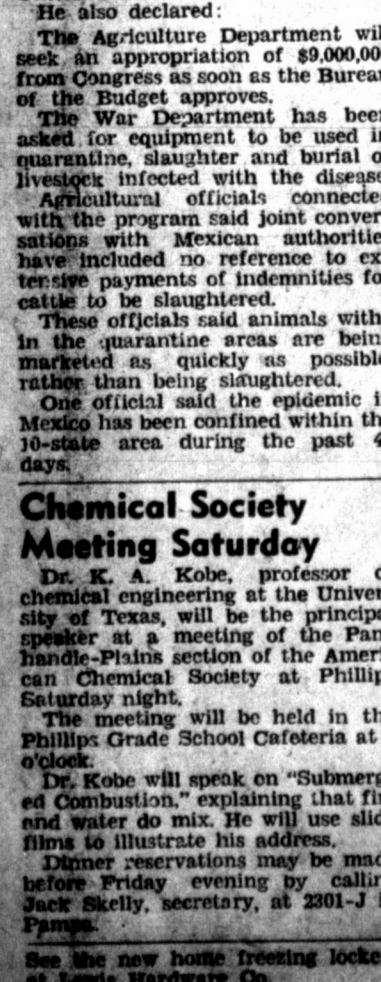 He also declared:
The Agriculture Department wil
seek an appropriation of $9,000,00
from Congress as soon as the Burea
of the Budget approves.
The War Department has bee
asked for equipment to be used i
quarantine, slaughter and burial o
livestock infected with the disease
Agricultural officials connecte
with the program said joint conver
sations with Mexican authoritie
have included no reference to ex
tensive payments of indemnities fo
cattle to be slaughtered.
These officials said animals with
in the quarantine areas are bein
marketed as quickly as possible
rather than being slaughtered.
One official said the epidemic i
Mexico has been confined within th
10-state area during the past 4
days.
Chemical Society
Meeting Saturday
Dr. K. A. Kobe, professor o
chemical engineering at the Univer
sity of Texas, will be the principa
speaker at a meeting of the Pan
handle-Plains section of the Ameri
can Chemical Society at Phillip
Saturday night.
The meeting will be held in th
Phillips Grade School Cafeteria at
o'clock.
Dr. Kobe will speak on "Submerg
ed Combustion," explaining that fir
and water do mix. He will use slid
films to illustrate his address.
Dinner reservations may be mad
before Friday evening by callin
Jack Skelly, secretary, at 2301-J
Pampa.
See the new home freezing locke
at Lewis Hardware Co.